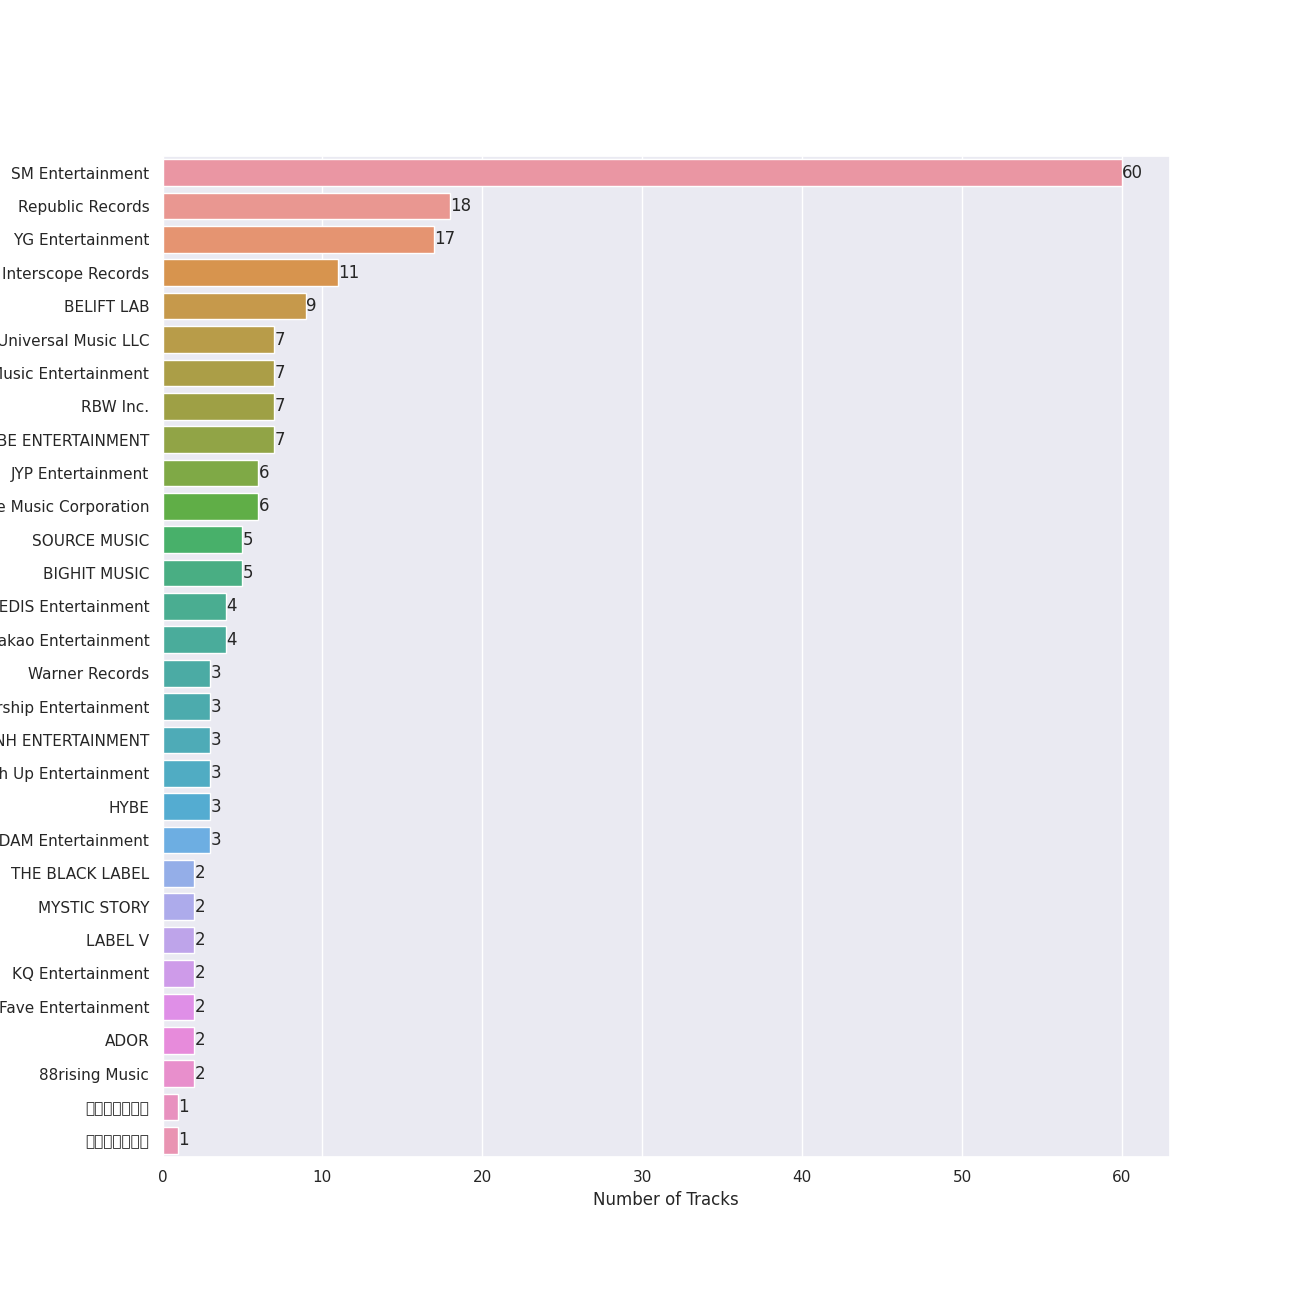 SM Entertainment 60
Republic Records 18
YG Entertainment 17
Interscope Records 11
BELIFT LAB 9
Universal Music LLC 7
Music Entertainment 7
RBW Inc. 7
BE ENTERTAINMENT 7
JYP Entertainment 6
e Music Corporation 6
SOURCE MUSIC 5
BIGHIT MUSIC 5
EDIS Entertainment 4
akao Entertainment 4
Warner Records 3
rship Entertainment 3
NH ENTERTAINMENT 3
h Up Entertainment 3
HYBE 3
DAM Entertainment 3
THE BLACK LABEL 2
MYSTIC STORY 2
LABEL V 2
KQ Entertainment 2
Fave Entertainment 2
ADOR 2
88rising Music 2
1
1
0 10 20 30 40 50 60
Number of Tracks